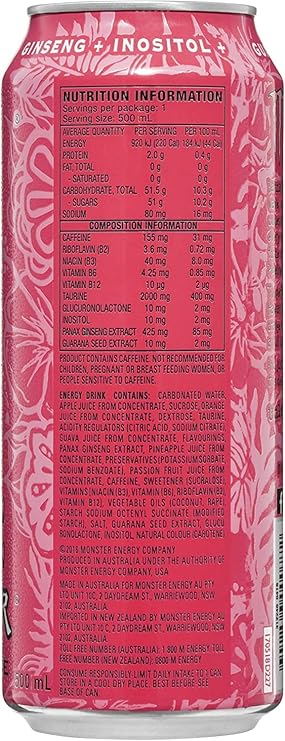 GINSENG + INOSITOL +
NUTRITION INFORMATION
Servings per package: 1
Serving size: 500 mL
AVERAGE QUANTITY PER SERVING PER 100 mL
ENERGY 920 kJ (220 Cal) 184 kJ (44 Cal)
PROTEIN 2.0 g 0.4 g
FAT, TOTAL 0 g 0 g
- SATURATED 0 g 0 g
CARBOHYDRATE, TOTAL 51.5 g 10.3 g
- SUGARS 51 g 10.2 g
SODIUM 80 mg 16 mg
COMPOSITION INFORMATION
CAFFEINE 155 mg 31 mg
RIBOFLAVIN (B2) 3.6 mg 0.72 mg
NIACIN (B3) 40 mg 8.0 mg
VITAMIN B6 4.25 mg 0.85 mg
VITAMIN B12 10 µg 2 µg
TAURINE 2000 mg 400 mg
GLUCURONOLACTONE 10 mg 2 mg
INOSITOL 10 mg 2 mg
PANAX GINSENG EXTRACT 425 mg 85 mg
GUARANA SEED EXTRACT 10 mg 2 mg
PRODUCT CONTAINS CAFFEINE. NOT RECOMMENDED FOR
CHILDREN, PREGNANT OR BREAST FEEDING WOMEN, OR
PEOPLE SENSITIVE TO CAFFEINE.
ENERGY DRINK CONTAINS: CARBONATED WATER,
APPLE JUICE FROM CONCENTRATE, SUCROSE, ORANGE
JUICE FROM CONCENTRATE, DEXTROSE, TAURINE,
ACIDITY REGULATORS (CITRIC ACID, SODIUM CITRATE),
GUAVA JUICE FROM CONCENTRATE, FLAVOURINGS,
PANAX GINSENG EXTRACT, PINEAPPLE JUICE FROM
CONCENTRATE, PRESERVATIVES (POTASSIUM SORBATE,
SODIUM BENZOATE), PASSION FRUIT JUICE FROM
CONCENTRATE, CAFFEINE, SWEETENER (SUCRALOSE),
VITAMINS (NIACIN (B3), VITAMIN (B6), RIBOFLAVIN (B2),
VITAMIN B12), VEGETABLE OILS (COCONUT, RAPE),
STARCH SODIUM OCTENYL SUCCINATE (MODIFIED
STARCH), SALT, GUARANA SEED EXTRACT, GLUCU
RONOLACTONE, INOSITOL, NATURAL COLOUR (CAROTENE)
©2016 MONSTER ENERGY COMPANY
PRODUCED IN AUSTRALIA UNDER THE AUTHORITY OF
MONSTER ENERGY COMPANY, USA
MADE IN AUSTRALIA FOR MONSTER ENERGY AU PTY
LTD UNIT 10C, 2 DAYDREAM ST, WARRIEWOOD, NSW
2102, AUSTRALIA.
IMPORTED IN NEW ZEALAND BY MONSTER ENERGY AU
PTY LTD UNIT 10C, 2 DAYDREAM ST, WARRIEWOOD, NSW
2102, AUSTRALIA.
TOLL FREE NUMBER (AUSTRALIA): 1 800 M ENERGY TOLL
FREE NUMBER (NEW ZEALAND): 0800 M ENERGY
CONSUME RESPONSIBLY-LIMIT DAILY INTAKE TO 1 CAN.
STORE IN A COOL DRY PLACE. BEST BEFORE SEE
BASE OF CAN.
500 mL
170518D227